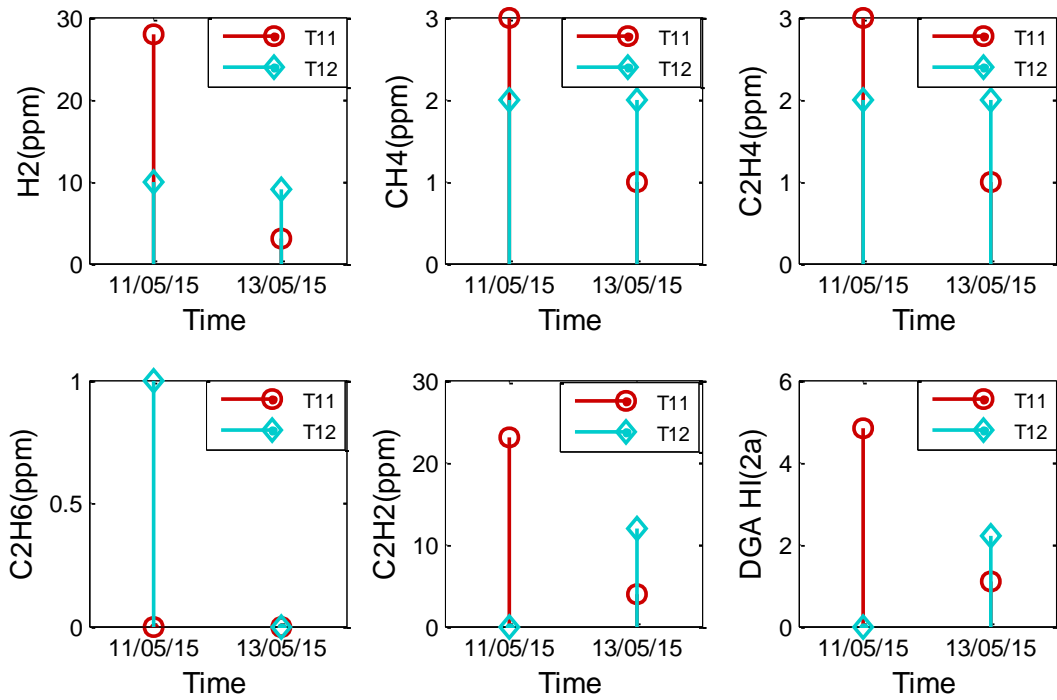 30
20
10
0
H2(ppm)
T11
T12
11/05/15
13/05/15
Time
3
2
1
0
CH4(ppm)
T11
T12
11/05/15
13/05/15
Time
3
2
1
0
C2H4(ppm)
T11
T12
11/05/15
13/05/15
Time
1
0.5
0
C2H6(ppm)
T11
T12
11/05/15
13/05/15
Time
30
20
10
0
C2H2(ppm)
T11
T12
11/05/15
13/05/15
Time
6
4
2
0
DGA HI(2a)
T11
T12
11/05/15
13/05/15
Time